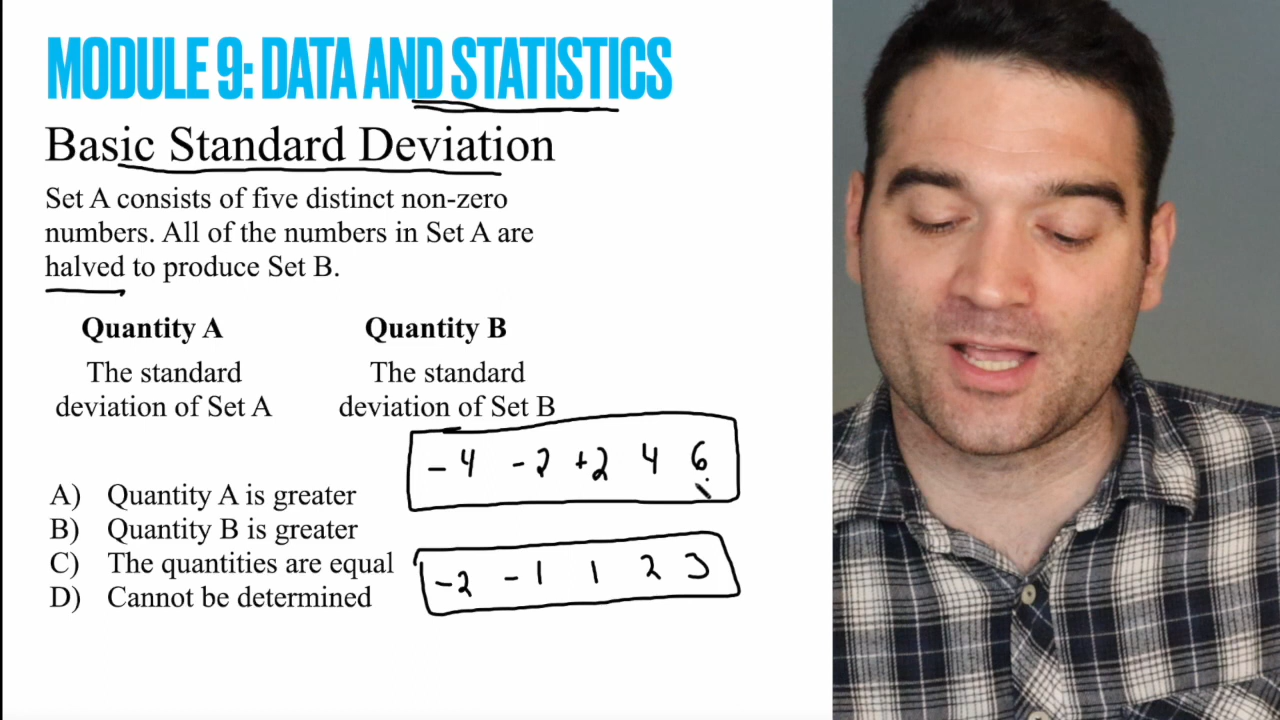 MODULE 9: DATA AND STATISTICS
Basic Standard Deviation
Set A consists of five distinct non-zero
numbers. All of the numbers in Set A are
halved to produce Set B.
Quantity A Quantity B
The standard The standard
deviation of Set A deviation of Set B
-4 -2 +2 4 6
A) Quantity A is greater
B) Quantity B is greater
C) The quantities are equal
-2 -1 1 2 3
D) Cannot be determined